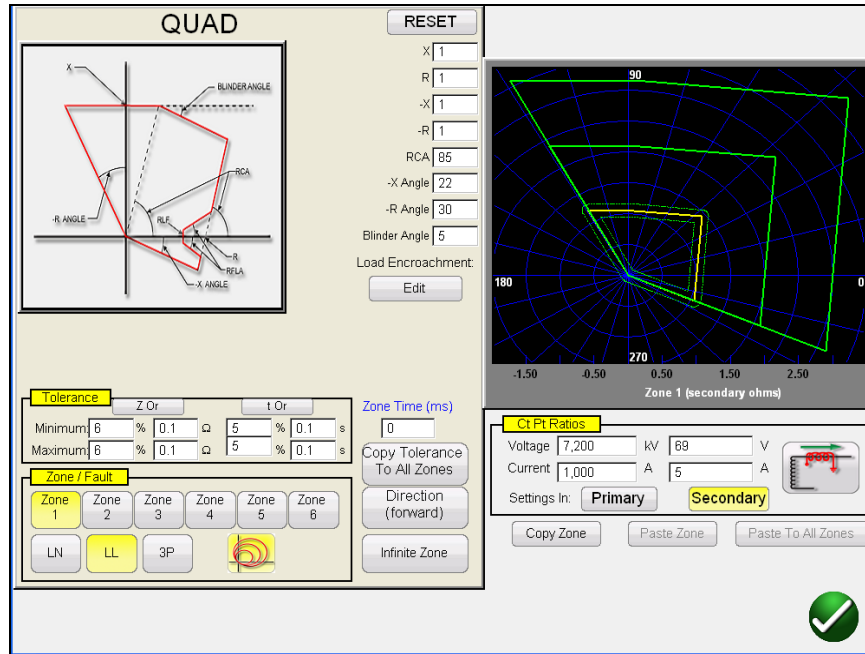 QUAD
RESET
X 1
R 1
-X 1
-R 1
RCA 85
-X Angle 22
-R Angle 30
Blinder Angle 5
Load Encroachment:
Edit
X
BLINDER ANGLE
RCA
-R ANGLE
RLF
R
RFLA
-X ANGLE
90
180
0
270
-1.50 -0.50 0.50 1.50 2.50
Zone 1 (secondary ohms)
Tolerance
Z Or t Or
Minimum: 6 % 0.1 Ω 5 % 0.1 s
Maximum: 6 % 0.1 Ω 5 % 0.1 s
Zone Time (ms)
0
Copy Tolerance
To All Zones
Direction
(forward)
Infinite Zone
Zone / Fault
Zone 1
Zone 2
Zone 3
Zone 4
Zone 5
Zone 6
LN LL 3P
Ct Pt Ratios
Voltage 7,200 kV 69 V
Current 1,000 A 5 A
Settings In: Primary Secondary
Copy Zone Paste Zone Paste To All Zones